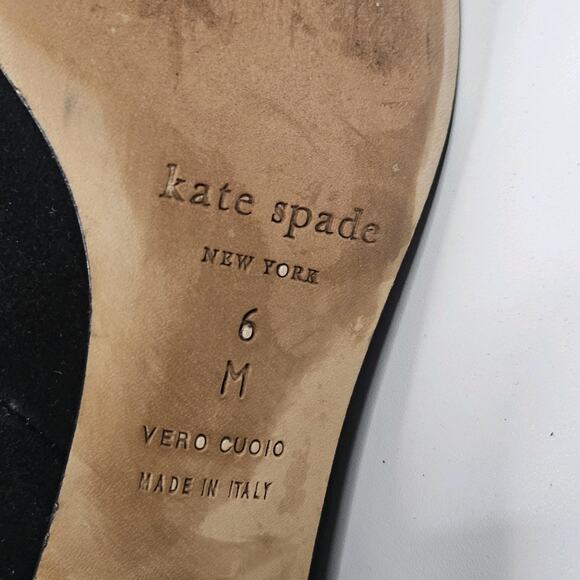 kate spade
NEW YORK
6
M
VERO CUOIO
MADE IN ITALY